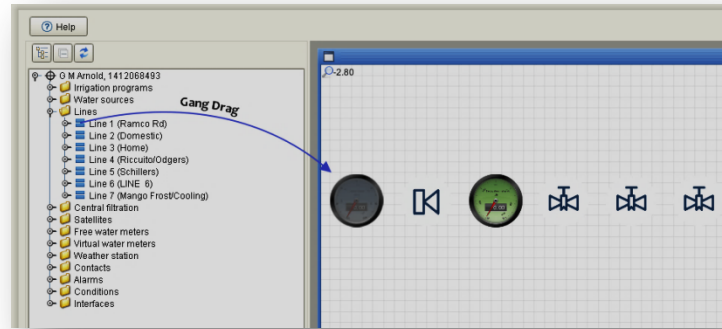 Help
-2.80
G M Arnold, 1412068493
Irrigation programs
Water sources
Gang Drag
Lines
Line 1 (Ramco Rd)
Line 2 (Domestic)
Line 3 (Home)
Line 4 (Riccuito/Odgers)
Line 5 (Schillers)
Line 6 (LINE 6)
Line 7 (Mango Frost/Cooling)
Central filtration
Satellites
Free water meters
Virtual water meters
Weather station
Contacts
Alarms
Conditions
Interfaces